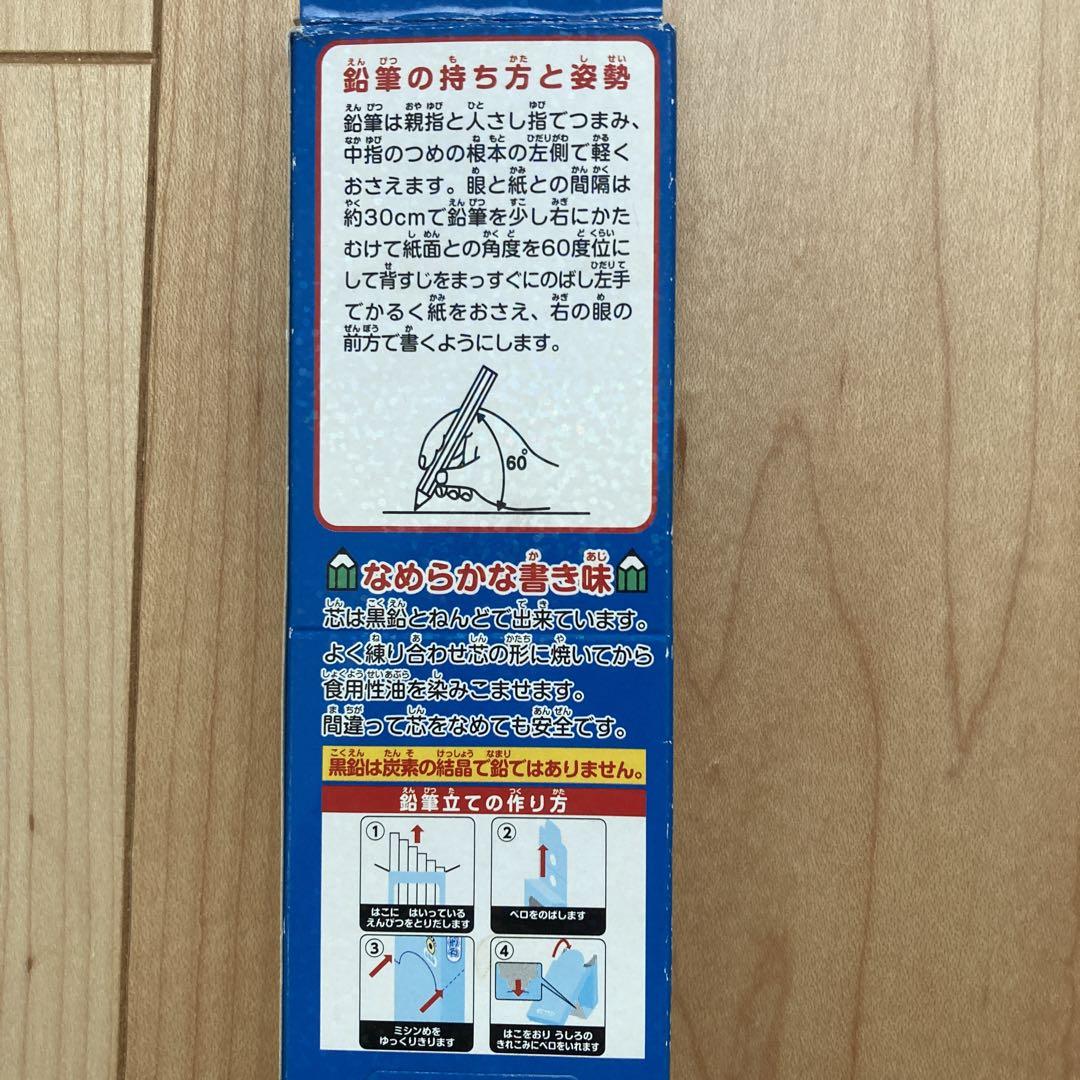 鉛筆の持ち方と姿勢
鉛筆は親指と人さし指でつまみ、
中指のつめの根本の左側で軽く
おさえます。眼と紙との間隔は
約30cmで鉛筆を少し右にかた
むけて紙面との角度を60度位に
して背すじをまっすぐにのばし左手
でかるく紙をおさえ、右の眼の
前方で書くようにします。
60°
なめらかな書き味
芯は黒鉛とねんどで出来ています。
よく練り合わせ芯の形に焼いてから
食用性油を染みこませます。
間違って芯をなめても安全です。
黒鉛は炭素の結晶で鉛ではありません。
鉛筆立ての作り方
①
はこに はいっている
えんぴつをとりだします
②
ベロをのばします
③
ミシンめを
ゆっくりきります
④
はこをおり うしろの
きれこみにベロをいれます